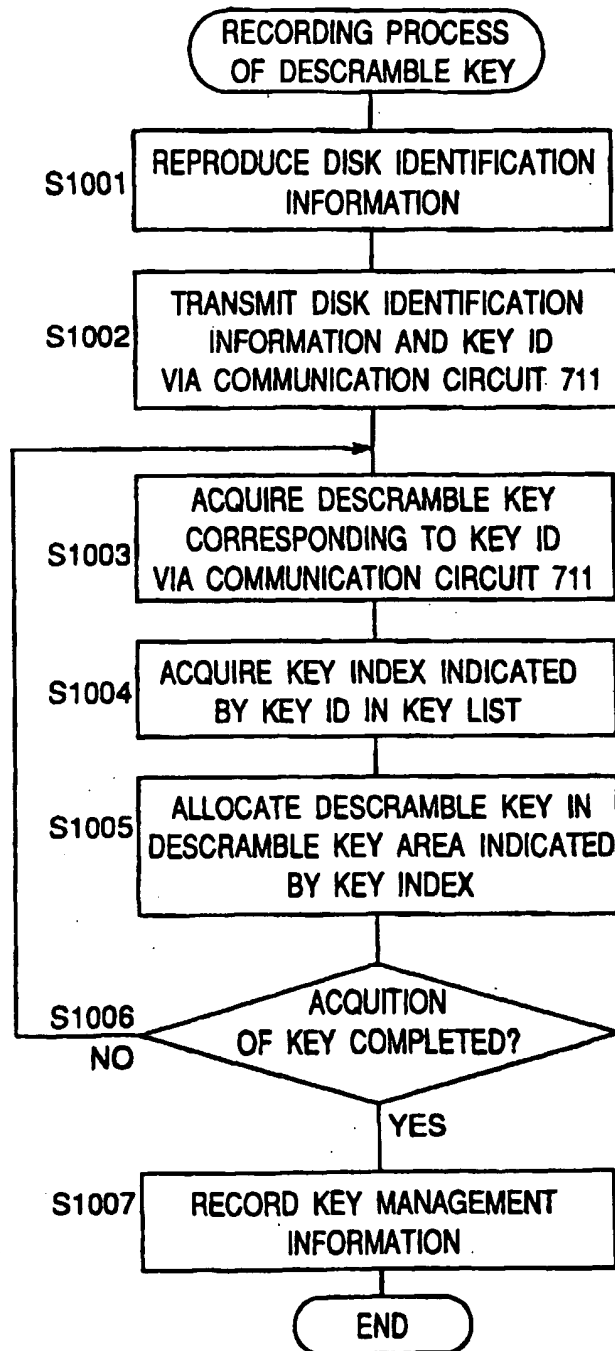 RECORDING PROCESS
OF DESCRAMBLE KEY
S1001
REPRODUCE DISK IDENTIFICATION
INFORMATION
S1002
TRANSMIT DISK IDENTIFICATION
INFORMATION AND KEY ID
VIA COMMUNICATION CIRCUIT 711
S1003
ACQUIRE DESCRAMBLE KEY
CORRESPONDING TO KEY ID
VIA COMMUNICATION CIRCUIT 711
S1004
ACQUIRE KEY INDEX INDICATED
BY KEY ID IN KEY LIST
S1005
ALLOCATE DESCRAMBLE KEY IN
DESCRAMBLE KEY AREA INDICATED
BY KEY INDEX
S1006
ACQUITION
OF KEY COMPLETED?
NO
YES
S1007
RECORD KEY MANAGEMENT
INFORMATION
END